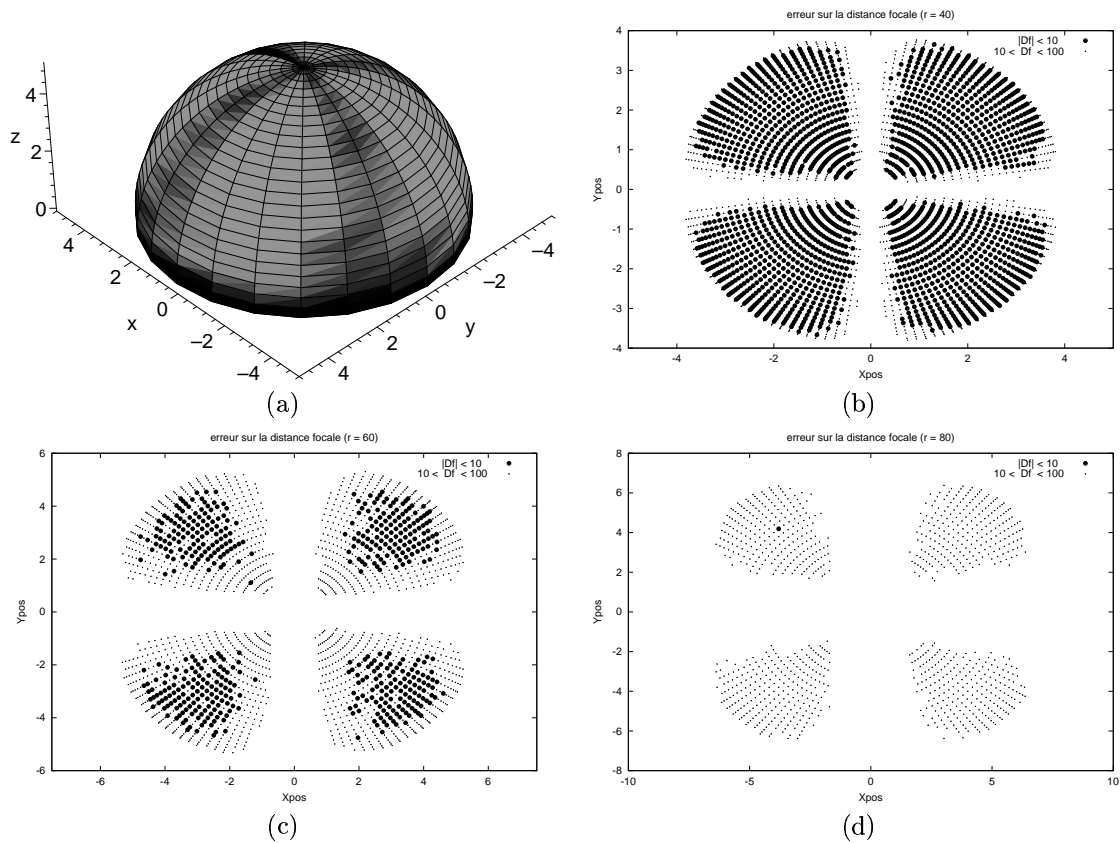 4
2
0
z
4
2
0
−2
−4
x
4
2
0
−2
−4
y
(a)
erreur sur la distance focale (r = 40)
|Df| < 10
10 < Df < 100
4
3
2
1
0
-1
-2
-3
-4
Ypos
-4 -2 0 2 4
Xpos
(b)
erreur sur la distance focale (r = 60)
|Df| < 10
10 < Df < 100
6
4
2
0
-2
-4
-6
Ypos
-6 -4 -2 0 2 4 6
Xpos
(c)
erreur sur la distance focale (r = 80)
|Df| < 10
10 < Df < 100
8
6
4
2
0
-2
-4
-6
-8
Ypos
-10 -5 0 5 10
Xpos
(d)